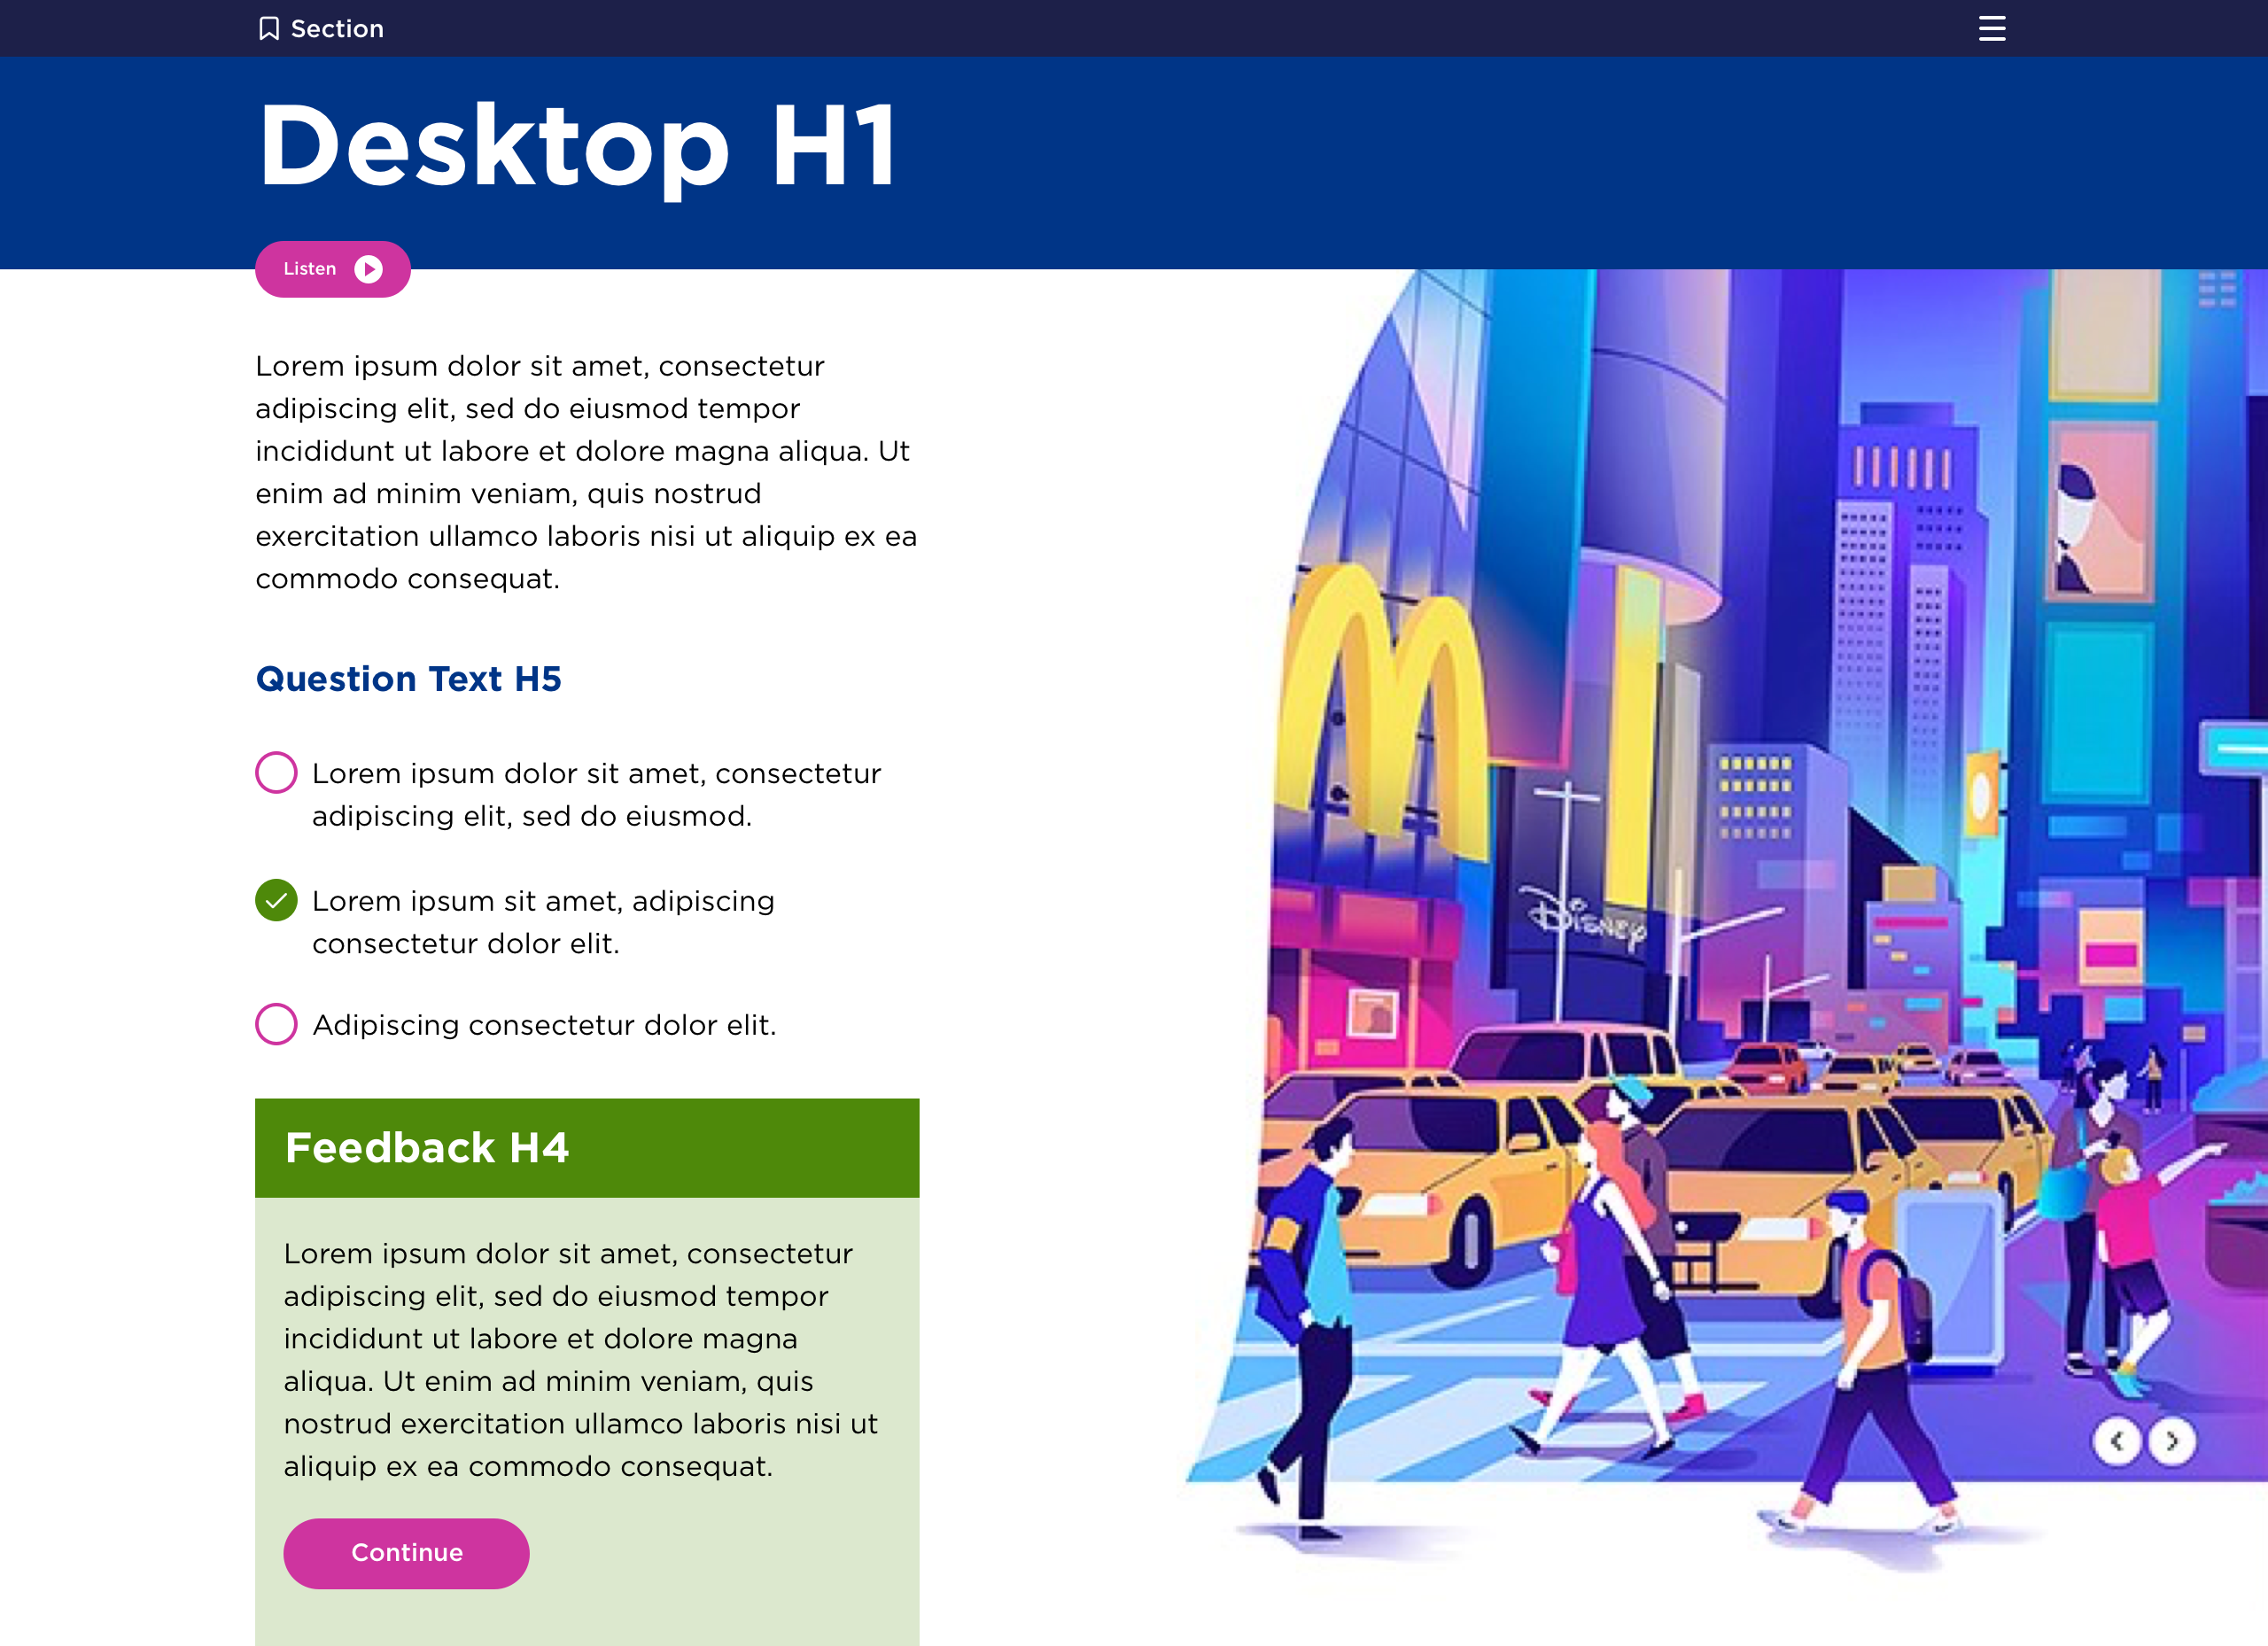 Section
Desktop H1
Listen
Lorem ipsum dolor sit amet, consectetur
adipiscing elit, sed do eiusmod tempor
incididunt ut labore et dolore magna aliqua. Ut
enim ad minim veniam, quis nostrud
exercitation ullamco laboris nisi ut aliquip ex ea
commodo consequat.
Question Text H5
Lorem ipsum dolor sit amet, consectetur
adipiscing elit, sed do eiusmod.
Lorem ipsum sit amet, adipiscing
consectetur dolor elit.
Adipiscing consectetur dolor elit.
Feedback H4
Lorem ipsum dolor sit amet, consectetur
adipiscing elit, sed do eiusmod tempor
incididunt ut labore et dolore magna
aliqua. Ut enim ad minim veniam, quis
nostrud exercitation ullamco laboris nisi ut
aliquip ex ea commodo consequat.
Continue
Disney